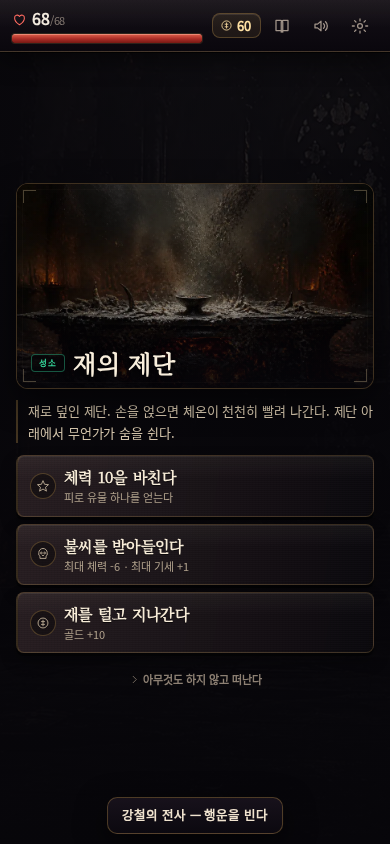 68/68
60
성소
재의 제단
재로 덮인 제단. 손을 얹으면 체온이 천천히 빨려 나간다. 제단 아
래에서 무언가가 숨을 쉰다.
체력 10을 바친다
피로 유물 하나를 얻는다
불씨를 받아들인다
최대 체력 -6 · 최대 기세 +1
재를 털고 지나간다
골드 +10
아무것도 하지 않고 떠난다
강철의 전사 — 행운을 빈다